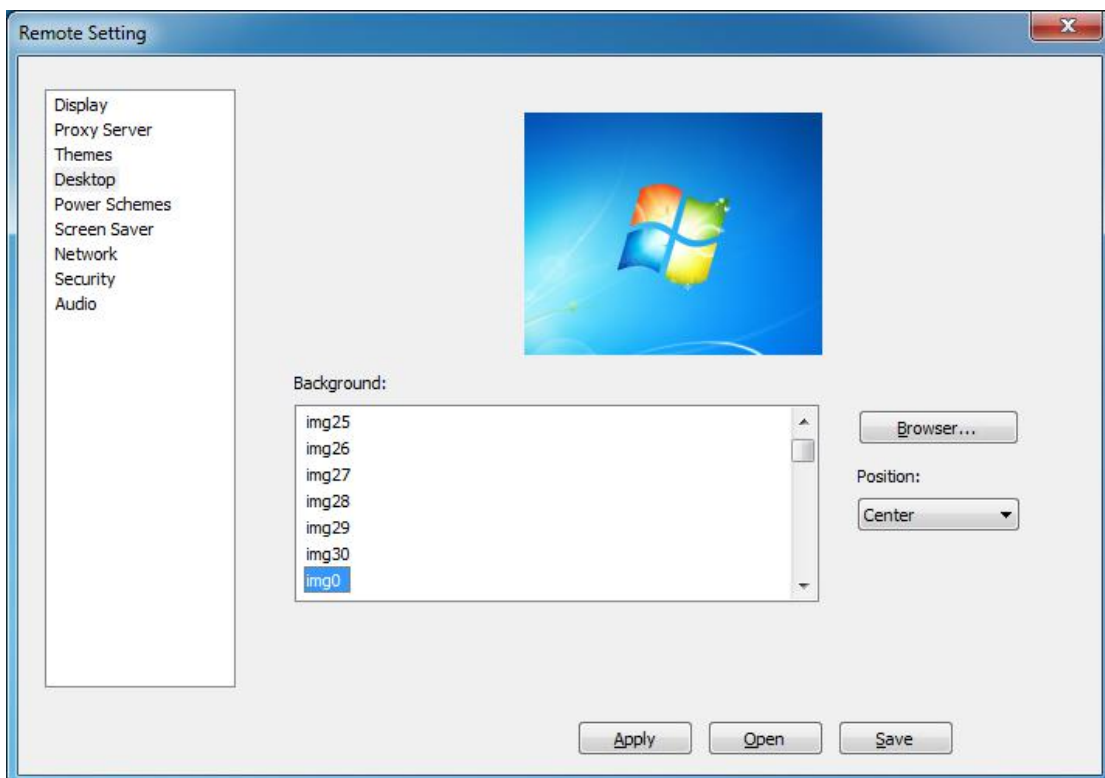 Remote Setting
Display
Proxy Server
Themes
Desktop
Power Schemes
Screen Saver
Network
Security
Audio
Background:
img25
img26
img27
img28
img29
img30
img0
Browser...
Position:
Center
Apply
Open
Save